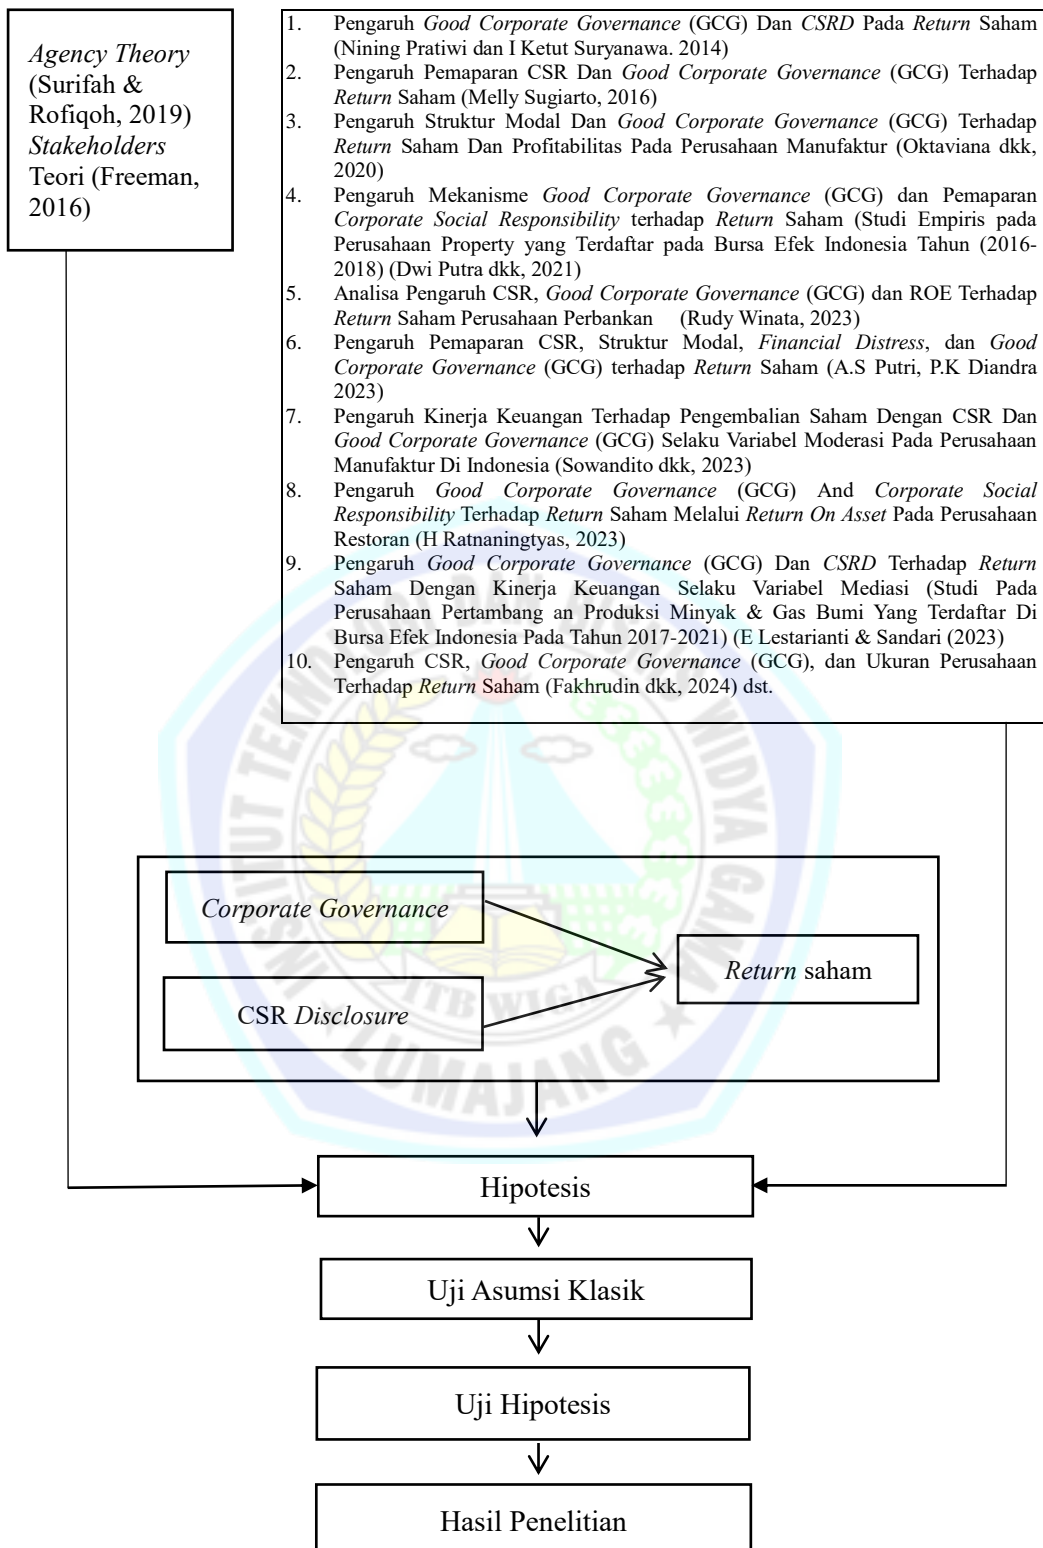 Agency Theory
(Surifah &
Rofiqoh, 2019)
Stakeholders
Teori (Freeman,
2016)
1. Pengaruh Good Corporate Governance (GCG) Dan CSRD Pada Return Saham
(Nining Pratiwi dan I Ketut Suryanawa. 2014)
2. Pengaruh Pemaparan CSR Dan Good Corporate Governance (GCG) Terhadap
Return Saham (Melly Sugiarto, 2016)
3. Pengaruh Struktur Modal Dan Good Corporate Governance (GCG) Terhadap
Return Saham Dan Profitabilitas Pada Perusahaan Manufaktur (Oktaviana dkk,
2020)
4. Pengaruh Mekanisme Good Corporate Governance (GCG) dan Pemaparan
Corporate Social Responsibility terhadap Return Saham (Studi Empiris pada
Perusahaan Property yang Terdaftar pada Bursa Efek Indonesia Tahun (2016-
2018) (Dwi Putra dkk, 2021)
5. Analisa Pengaruh CSR, Good Corporate Governance (GCG) dan ROE Terhadap
Return Saham Perusahaan Perbankan (Rudy Winata, 2023)
6. Pengaruh Pemaparan CSR, Struktur Modal, Financial Distress, dan Good
Corporate Governance (GCG) terhadap Return Saham (A.S Putri, P.K Diandra
2023)
7. Pengaruh Kinerja Keuangan Terhadap Pengembalian Saham Dengan CSR Dan
Good Corporate Governance (GCG) Selaku Variabel Moderasi Pada Perusahaan
Manufaktur Di Indonesia (Sowandito dkk, 2023)
8. Pengaruh Good Corporate Governance (GCG) And Corporate Social
Responsibility Terhadap Return Saham Melalui Return On Asset Pada Perusahaan
Restoran (H Ratnaningtyas, 2023)
9. Pengaruh Good Corporate Governance (GCG) Dan CSRD Terhadap Return
Saham Dengan Kinerja Keuangan Selaku Variabel Mediasi (Studi Pada
Perusahaan Pertambang an Produksi Minyak & Gas Bumi Yang Terdaftar Di
Bursa Efek Indonesia Pada Tahun 2017-2021) (E Lestarianti & Sandari (2023)
10. Pengaruh CSR, Good Corporate Governance (GCG), dan Ukuran Perusahaan
Terhadap Return Saham (Fakhrudin dkk, 2024) dst.
INSTITUT TEKNOLOGI DAN BISNIS WIDYA GAMA
ITB WIGA
LUMAJANG
Corporate Governance
Return saham
CSR Disclosure
Hipotesis
Uji Asumsi Klasik
Uji Hipotesis
Hasil Penelitian